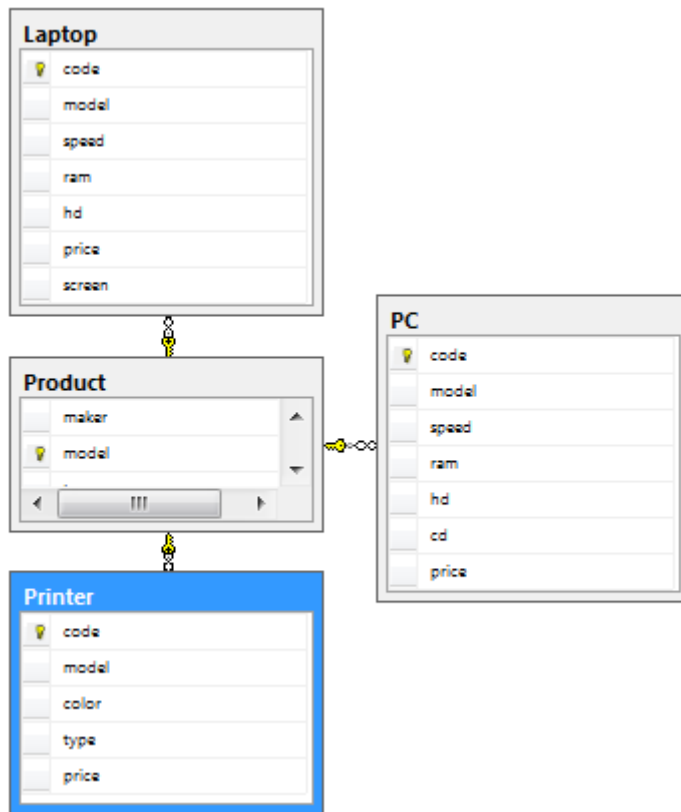 Laptop
code
model
speed
ram
hd
price
screen
Product
maker
model
Printer
code
model
color
type
price
PC
code
model
speed
ram
hd
cd
price